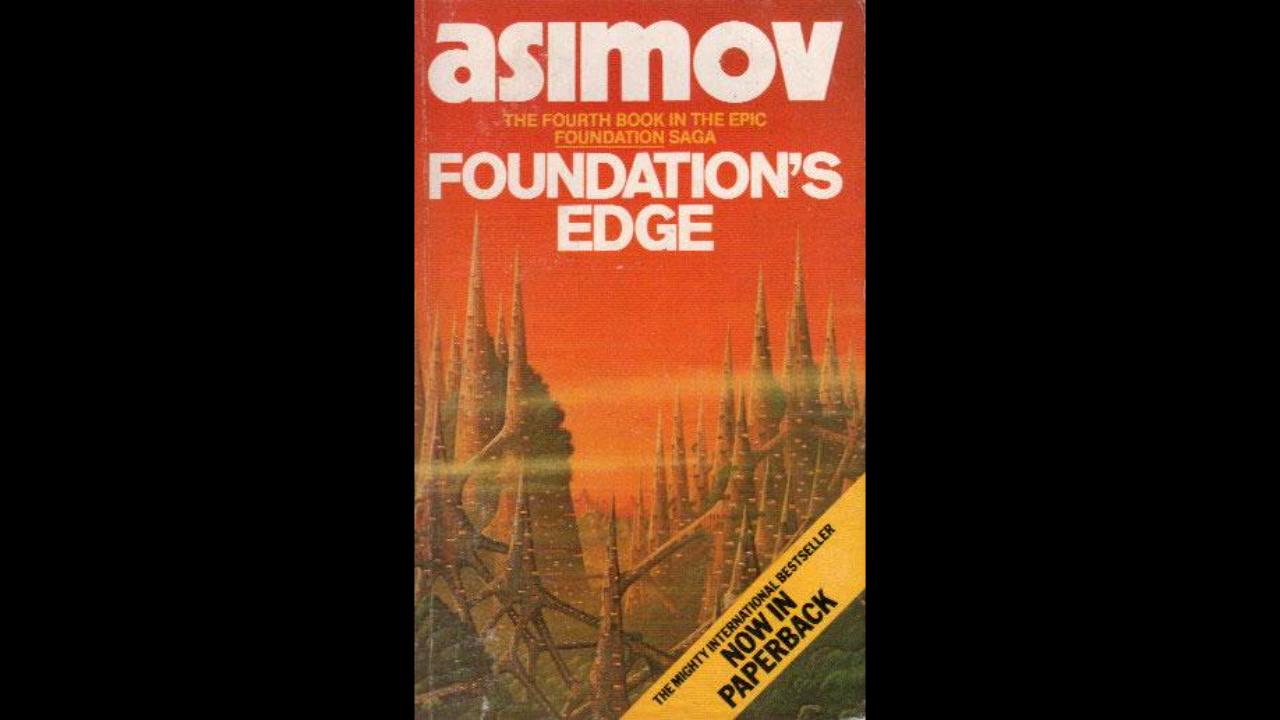 asimov
THE FOURTH BOOK IN THE EPIC
FOUNDATION SAGA
FOUNDATION'S
EDGE
THE MIGHTY INTERNATIONAL BESTSELLER
NOW IN
PAPERBACK